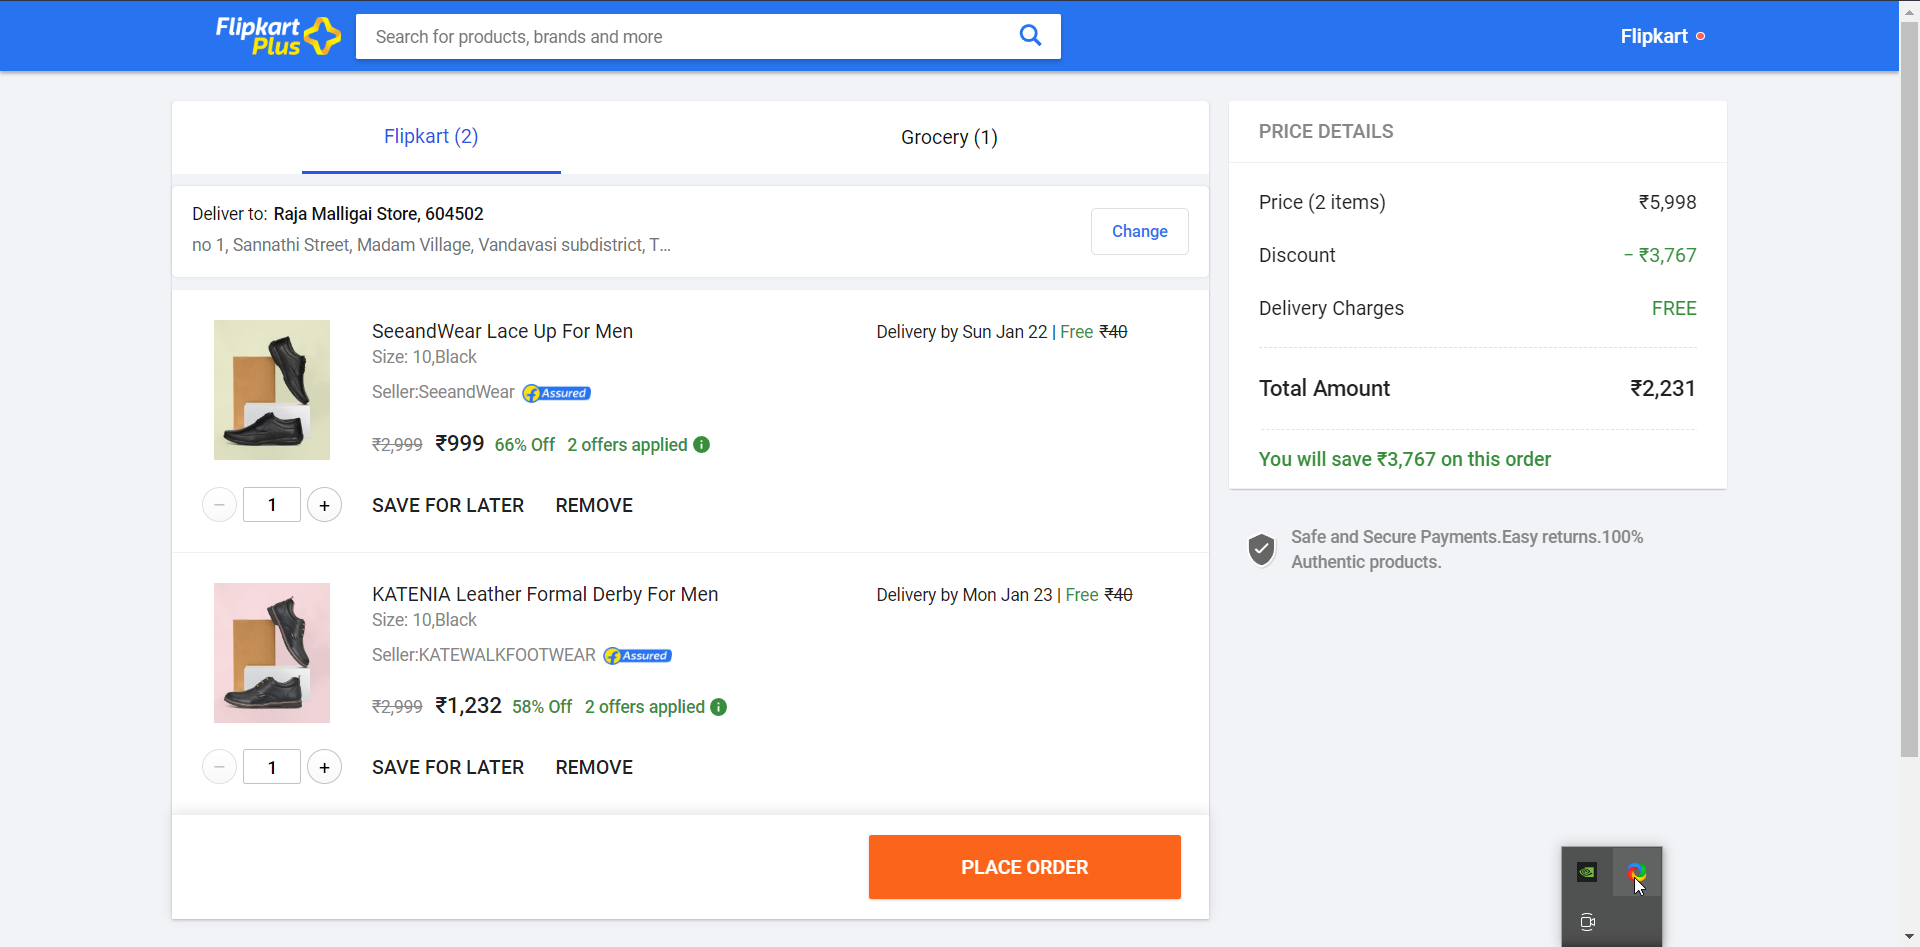 Flipkart
Plus
Search for products, brands and more
Flipkart
Flipkart (2)
Grocery (1)
Deliver to: Raja Malligai Store, 604502
no 1, Sannathi Street, Madam Village, Vandavasi subdistrict, T...
Change
SeeandWear Lace Up For Men
Size: 10,Black
Seller:SeeandWear Assured
₹2,999 ₹999 66% Off 2 offers applied
Delivery by Sun Jan 22 | Free ₹40
1
SAVE FOR LATER
REMOVE
KATENIA Leather Formal Derby For Men
Size: 10,Black
Seller:KATEWALKFOOTWEAR Assured
₹2,999 ₹1,232 58% Off 2 offers applied
Delivery by Mon Jan 23 | Free ₹40
1
SAVE FOR LATER
REMOVE
PLACE ORDER
PRICE DETAILS
Price (2 items) ₹5,998
Discount − ₹3,767
Delivery Charges FREE
Total Amount ₹2,231
You will save ₹3,767 on this order
Safe and Secure Payments.Easy returns.100%
Authentic products.